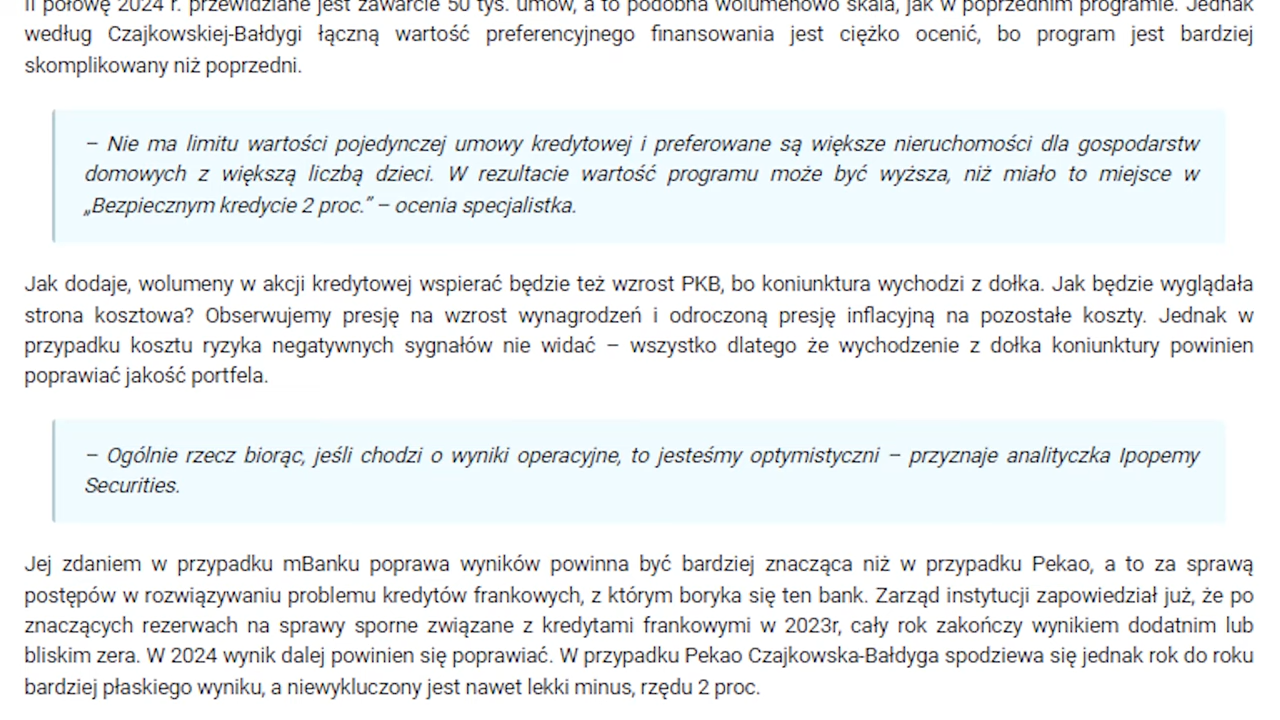 II połowę 2024 r. przewidziane jest zawarcie 50 tys. umów, a to podobna wolumenowo skala, jak w poprzednim programie. Jednak
według Czajkowskiej-Bałdygi łączną wartość preferencyjnego finansowania jest ciężko ocenić, bo program jest bardziej
skomplikowany niż poprzedni.
– Nie ma limitu wartości pojedynczej umowy kredytowej i preferowane są większe nieruchomości dla gospodarstw
domowych z większą liczbą dzieci. W rezultacie wartość programu może być wyższa, niż miało to miejsce w
„Bezpiecznym kredycie 2 proc.” – ocenia specjalistka.
Jak dodaje, wolumeny w akcji kredytowej wspierać będzie też wzrost PKB, bo koniunktura wychodzi z dołka. Jak będzie wyglądała
strona kosztowa? Obserwujemy presję na wzrost wynagrodzeń i odroczoną presję inflacyjną na pozostałe koszty. Jednak w
przypadku kosztu ryzyka negatywnych sygnałów nie widać – wszystko dlatego że wychodzenie z dołka koniunktury powinien
poprawiać jakość portfela.
– Ogólnie rzecz biorąc, jeśli chodzi o wyniki operacyjne, to jesteśmy optymistyczni – przyznaje analityczka Ipopemy
Securities.
Jej zdaniem w przypadku mBanku poprawa wyników powinna być bardziej znacząca niż w przypadku Pekao, a to za sprawą
postępów w rozwiązywaniu problemu kredytów frankowych, z którym boryka się ten bank. Zarząd instytucji zapowiedział już, że po
znaczących rezerwach na sprawy sporne związane z kredytami frankowymi w 2023r, cały rok zakończy wynikiem dodatnim lub
bliskim zera. W 2024 wynik dalej powinien się poprawiać. W przypadku Pekao Czajkowska-Bałdyga spodziewa się jednak rok do roku
bardziej płaskiego wyniku, a niewykluczony jest nawet lekki minus, rzędu 2 proc.